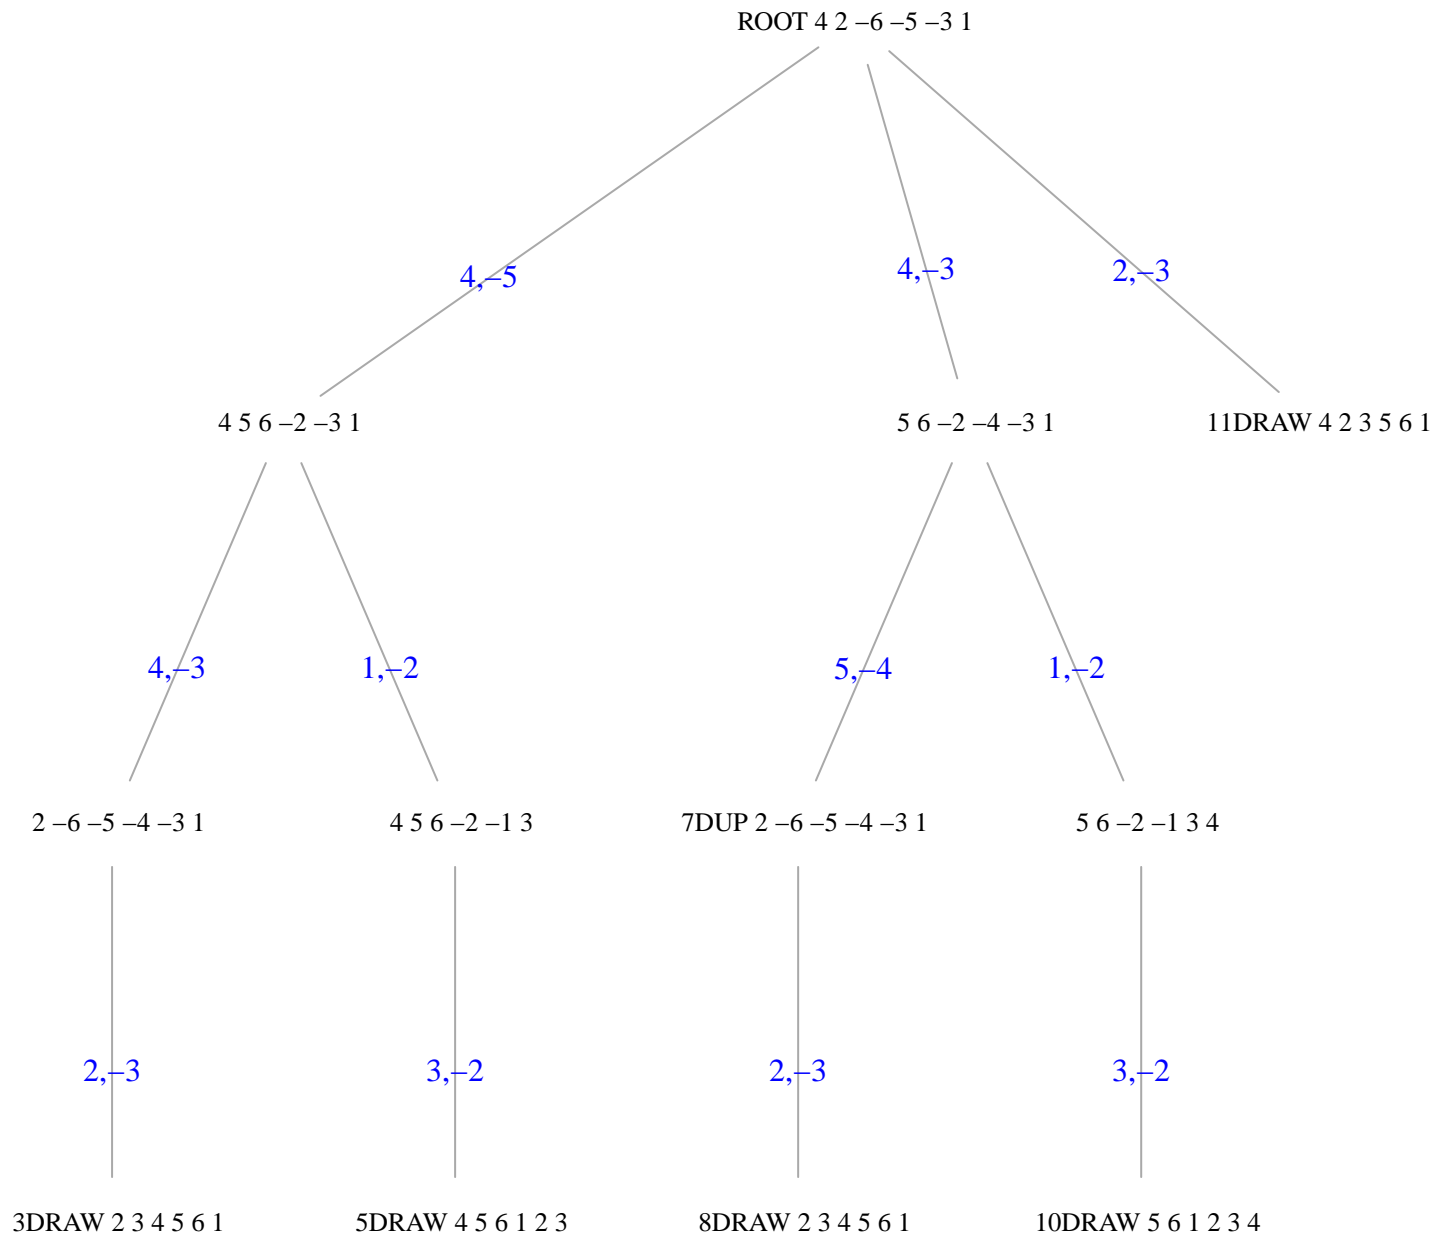 ROOT 4 2 –6 –5 –3 1
4,–5
4,–3
2,–3
4 5 6 –2 –3 1
5 6 –2 –4 –3 1
11DRAW 4 2 3 5 6 1
4,–3
1,–2
5,–4
1,–2
2 –6 –5 –4 –3 1
4 5 6 –2 –1 3
7DUP 2 –6 –5 –4 –3 1
5 6 –2 –1 3 4
2,–3
3,–2
2,–3
3,–2
3DRAW 2 3 4 5 6 1
5DRAW 4 5 6 1 2 3
8DRAW 2 3 4 5 6 1
10DRAW 5 6 1 2 3 4